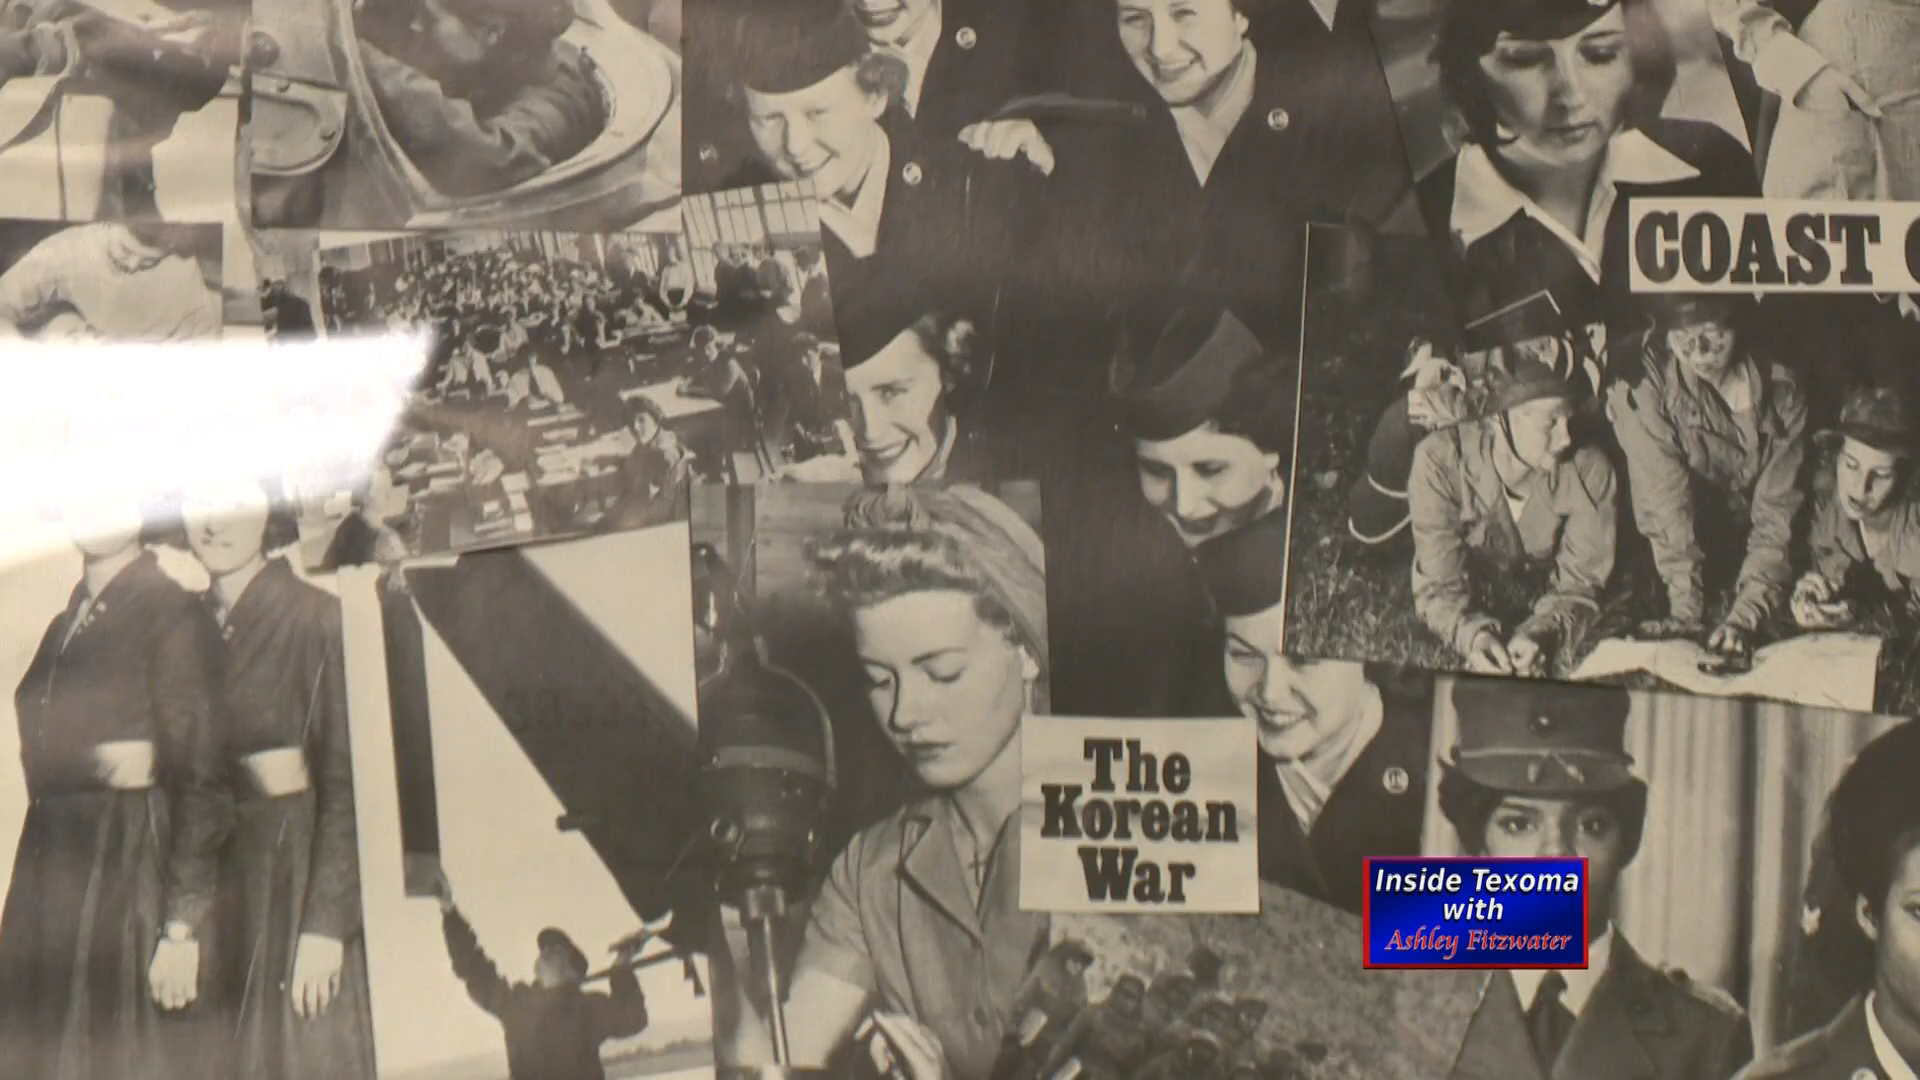 COAST
The
Korean
War
Inside Texoma
with
Ashley Fitzwater